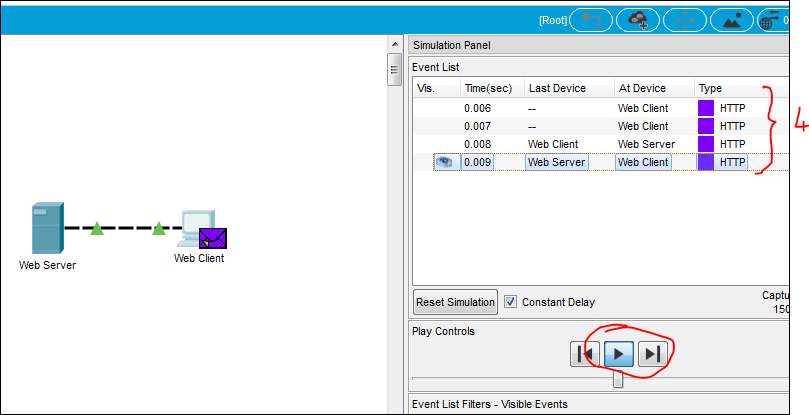 [Root]
Simulation Panel
Event List
Vis. Time(sec) Last Device At Device Type
0.006 -- Web Client HTTP
0.007 -- Web Client HTTP
0.008 Web Client Web Server HTTP
0.009 Web Server Web Client HTTP
4
Web Server
Web Client
Reset Simulation Constant Delay
Captu
150
Play Controls
Event List Filters - Visible Events